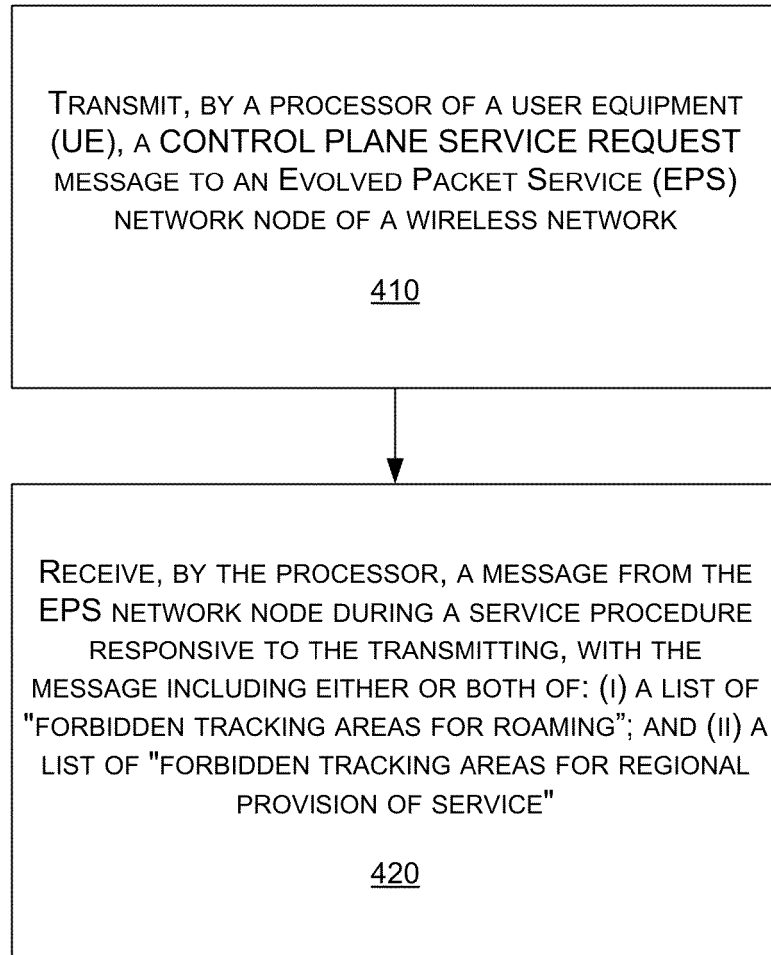 TRANSMIT, BY A PROCESSOR OF A USER EQUIPMENT
(UE), A CONTROL PLANE SERVICE REQUEST
MESSAGE TO AN EVOLVED PACKET SERVICE (EPS)
NETWORK NODE OF A WIRELESS NETWORK
410
RECEIVE, BY THE PROCESSOR, A MESSAGE FROM THE
EPS NETWORK NODE DURING A SERVICE PROCEDURE
RESPONSIVE TO THE TRANSMITTING, WITH THE
MESSAGE INCLUDING EITHER OR BOTH OF: (I) A LIST OF
"FORBIDDEN TRACKING AREAS FOR ROAMING”; AND (II) A
LIST OF "FORBIDDEN TRACKING AREAS FOR REGIONAL
PROVISION OF SERVICE"
420